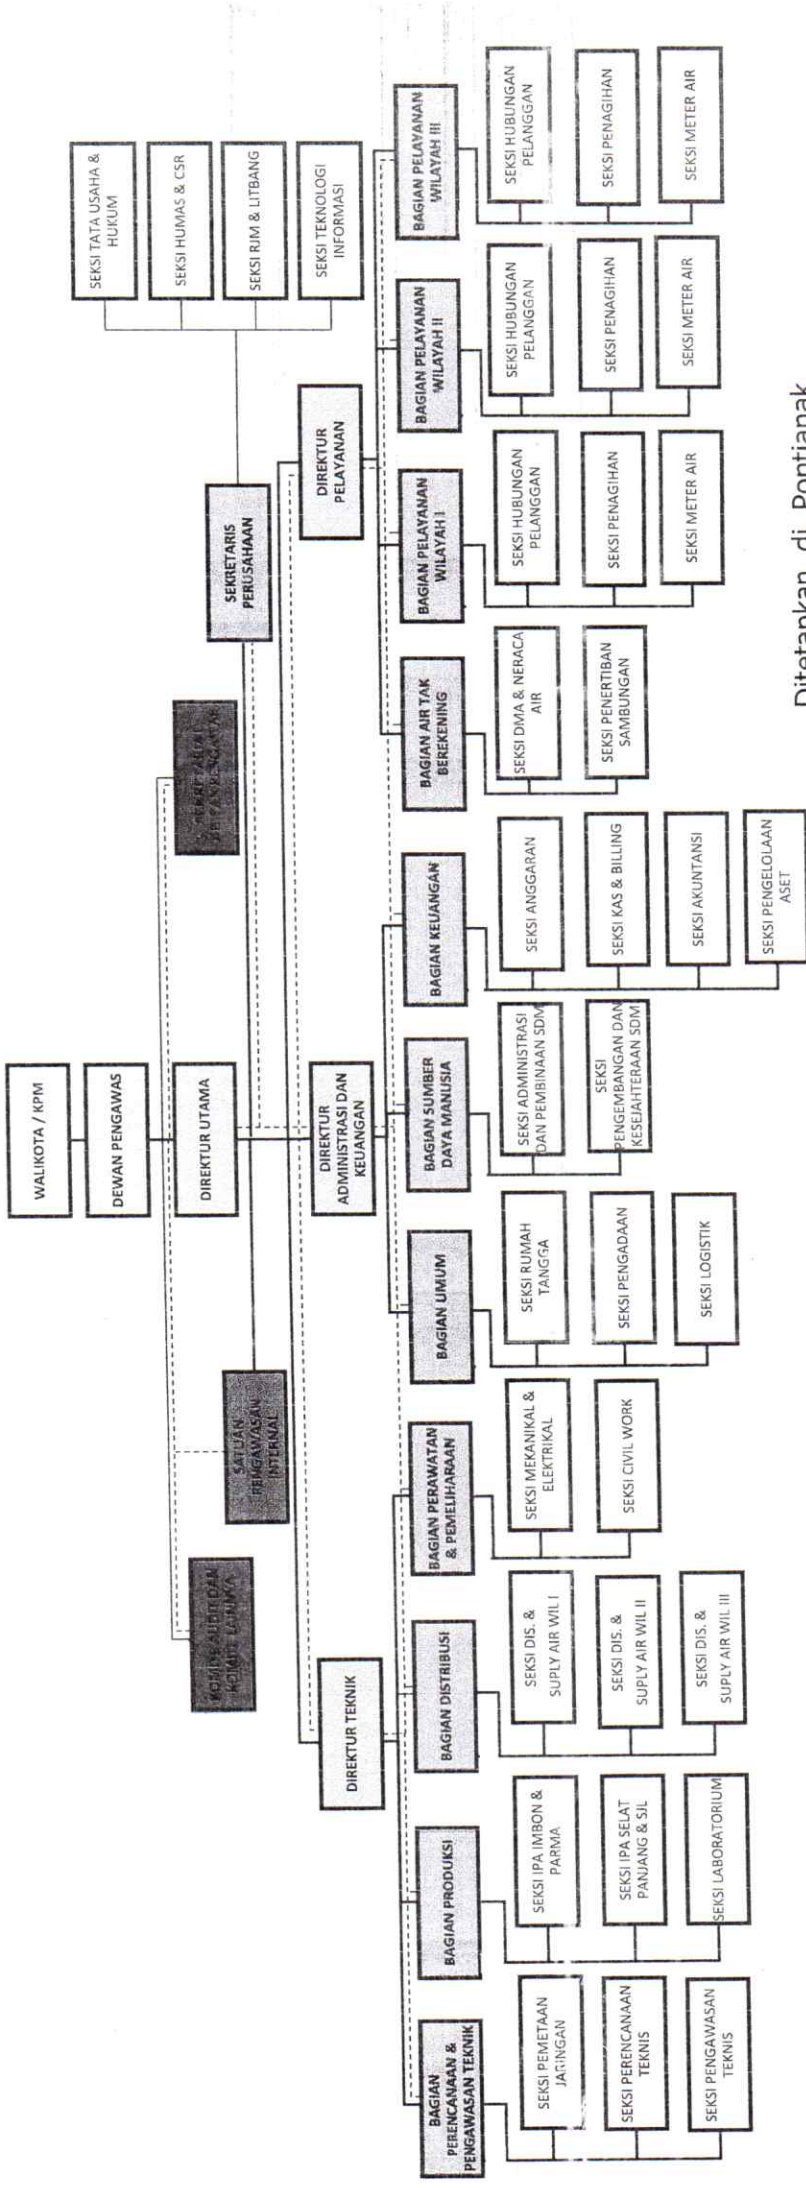 WALIKOTA / KPM
DEWAN PENGAWAS
DIREKTUR UTAMA
KOMITE AUDIT DAN
KOMITE LAINNYA
SATUAN
PENGAWASAN
INTERNAL
SEKRETARIS
PERUSAHAAN
SEKSI TATA USAHA &
HUKUM
SEKSI HUMAS & CSR
SEKSI RIM & LITBANG
SEKSI TEKNOLOGI
INFORMASI
DIREKTUR TEKNIK
DIREKTUR
ADMINISTRASI DAN
KEUANGAN
DIREKTUR
PELAYANAN
BAGIAN
PERENCANAAN &
PENGAWASAN TEKNIK
SEKSI PEMETAAN
JARINGAN
SEKSI PERENCANAAN
TEKNIS
SEKSI PENGAWASAN
TEKNIS
BAGIAN PRODUKSI
SEKSI IPA IMBON &
PARMA
SEKSI IPA SELAT
PANJANG & SJL
SEKSI LABORATORIUM
BAGIAN DISTRIBUSI
SEKSI DIS. &
SUPLY AIR WIL I
SEKSI DIS. &
SUPLY AIR WIL II
SEKSI DIS. &
SUPLY AIR WIL III
BAGIAN PERAWATAN
& PEMELIHARAAN
SEKSI MEKANIKAL &
ELEKTRIKAL
SEKSI CIVIL WORK
BAGIAN UMUM
SEKSI RUMAH
TANGGA
SEKSI PENGADAAN
SEKSI LOGISTIK
BAGIAN SUMBER
DAYA MANUSIA
SEKSI ADMINISTRASI
DAN PEMBINAAN SDM
SEKSI
PENGEMBANGAN DAN
KESEJAHTERAAN SDM
BAGIAN KEUANGAN
SEKSI ANGGARAN
SEKSI KAS & BILLING
SEKSI AKUNTANSI
SEKSI PENGELOLAAN
ASET
BAGIAN AIR TAK
BEREKENING
SEKSI DMA & NERACA
AIR
SEKSI PENERTIBAN
SAMBUNGAN
BAGIAN PELAYANAN
WILAYAH I
SEKSI HUBUNGAN
PELANGGAN
SEKSI PENAGIHAN
SEKSI METER AIR
BAGIAN PELAYANAN
WILAYAH II
SEKSI HUBUNGAN
PELANGGAN
SEKSI PENAGIHAN
SEKSI METER AIR
BAGIAN PELAYANAN
WILAYAH III
SEKSI HUBUNGAN
PELANGGAN
SEKSI PENAGIHAN
SEKSI METER AIR
Ditetapkan di Pontianak